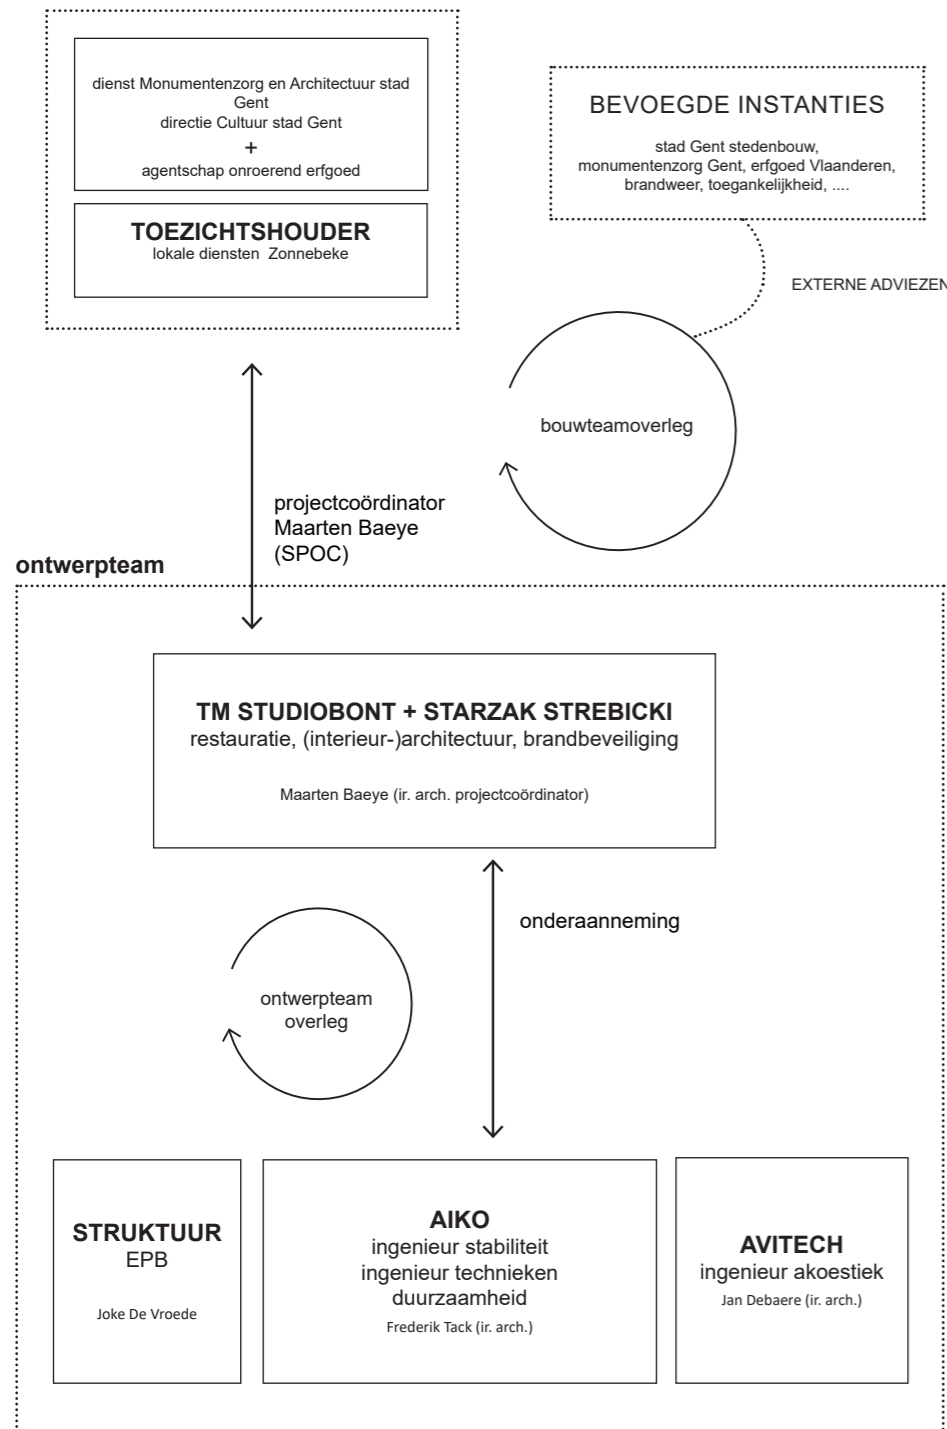 dienst Monumentenzorg en Architectuur stad
Gent
directie Cultuur stad Gent
+
agentschap onroerend erfgoed
TOEZICHTSHOUDER
lokale diensten Zonnebeke
BEVOEGDE INSTANTIES
stad Gent stedenbouw,
monumentenzorg Gent, erfgoed Vlaanderen,
brandweer, toegankelijkheid, ....
EXTERNE ADVIEZEN
bouwteamoverleg
projectcoördinator
Maarten Baeye
(SPOC)
ontwerpteam
TM STUDIOBONT + STARZAK STREBICKI
restauratie, (interieur-)architectuur, brandbeveiliging
Maarten Baeye (ir. arch. projectcoördinator)
onderaanneming
ontwerpteam
overleg
STRUKTUUR
EPB
Joke De Vroede
AIKO
ingenieur stabiliteit
ingenieur technieken
duurzaamheid
Frederik Tack (ir. arch.)
AVITECH
ingenieur akoestiek
Jan Debaere (ir. arch.)